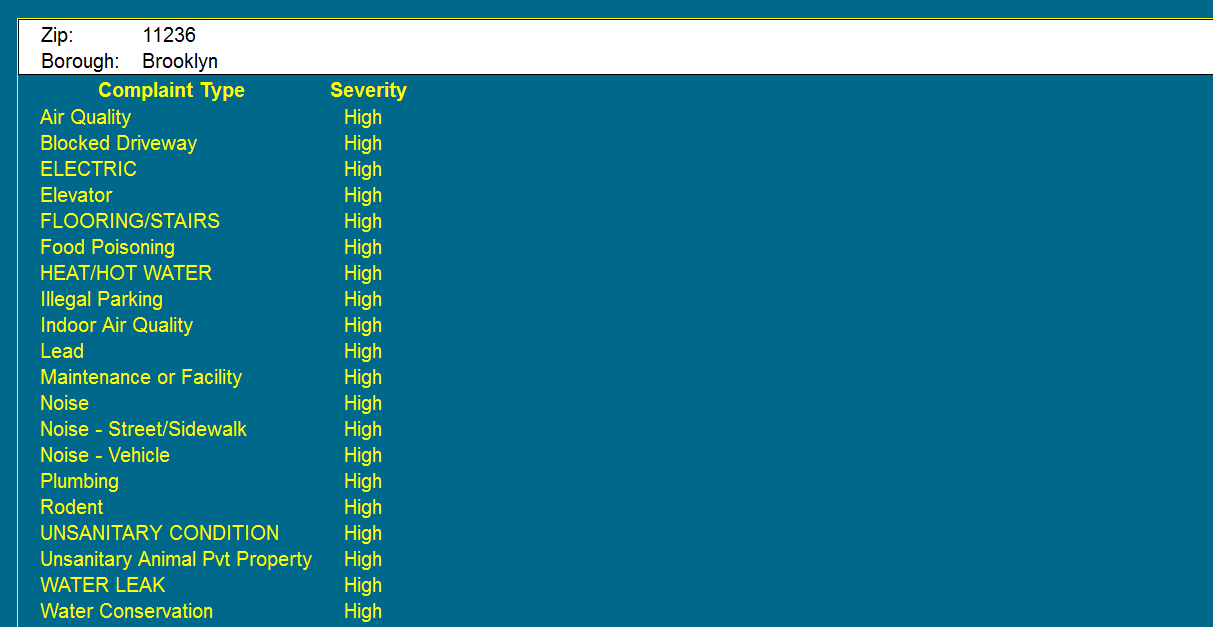 Zip: 11236
Borough: Brooklyn
Complaint Type Severity
Air Quality High
Blocked Driveway High
ELECTRIC High
Elevator High
FLOORING/STAIRS High
Food Poisoning High
HEAT/HOT WATER High
Illegal Parking High
Indoor Air Quality High
Lead High
Maintenance or Facility High
Noise High
Noise - Street/Sidewalk High
Noise - Vehicle High
Plumbing High
Rodent High
UNSANITARY CONDITION High
Unsanitary Animal Pvt Property High
WATER LEAK High
Water Conservation High